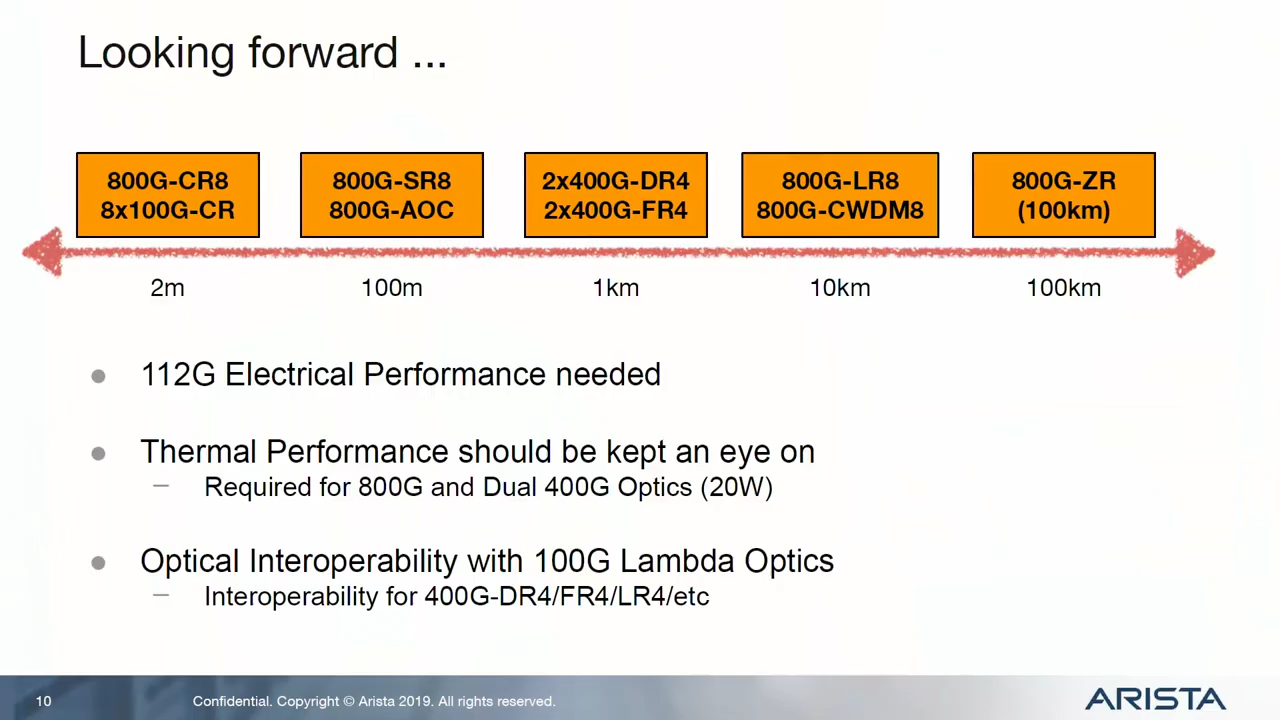 Looking forward ...
800G-CR8
8x100G-CR
800G-SR8
800G-AOC
2x400G-DR4
2x400G-FR4
800G-LR8
800G-CWDM8
800G-ZR
(100km)
2m
100m
1km
10km
100km
● 112G Electrical Performance needed
● Thermal Performance should be kept an eye on
– Required for 800G and Dual 400G Optics (20W)
● Optical Interoperability with 100G Lambda Optics
– Interoperability for 400G-DR4/FR4/LR4/etc
10
Confidential. Copyright © Arista 2019. All rights reserved.
ARISTA